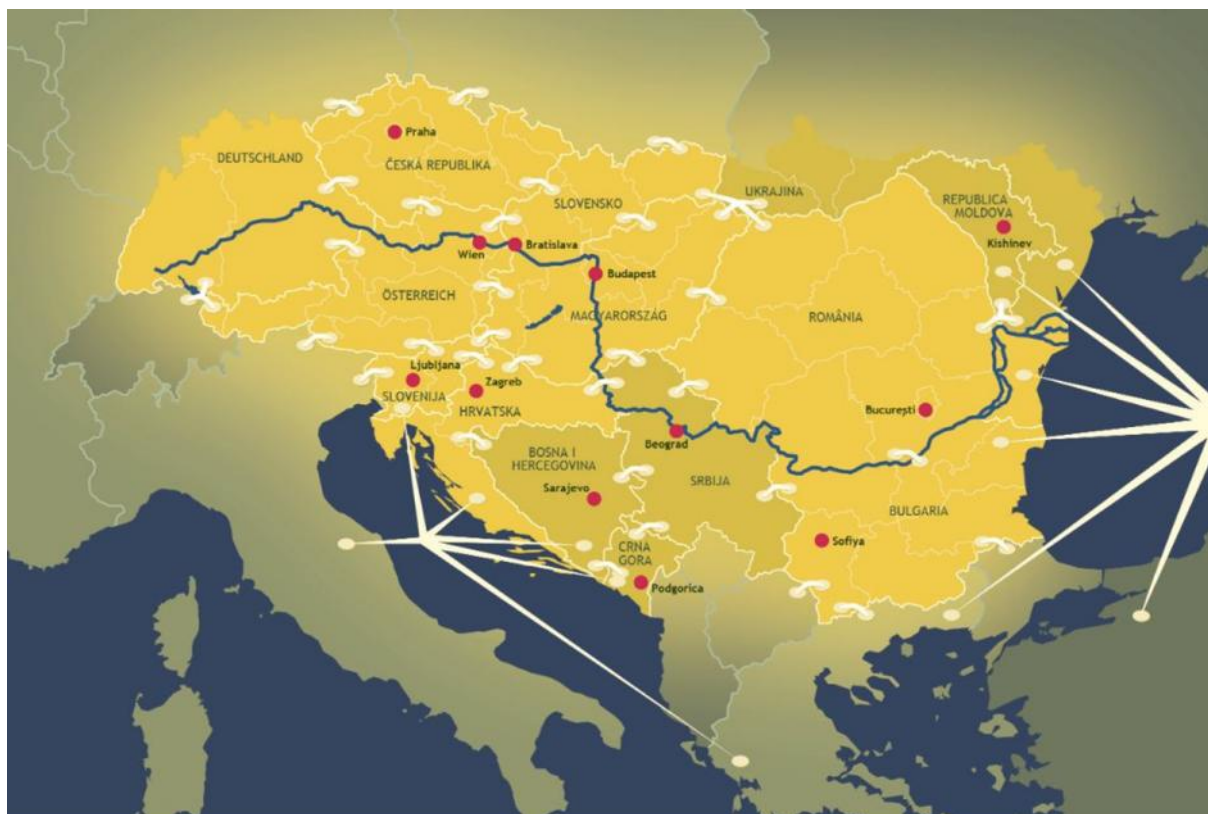 Praha
DEUTSCHLAND
ČESKÁ REPUBLIKA
UKRAJINA
REPUBLICA
MOLDOVA
SLOVENSKO
Kishinev
Wien
Bratislava
Budapest
ÖSTERREICH
MAGYARORSZÁG
ROMÂNIA
Ljubljana
SLOVENIJA
Zagreb
HRVATSKA
București
Beograd
BOSNA I
HERCEGOVINA
SRBIJA
Sarajevo
BULGARIA
Sofiya
CRNA
GORA
Podgorica